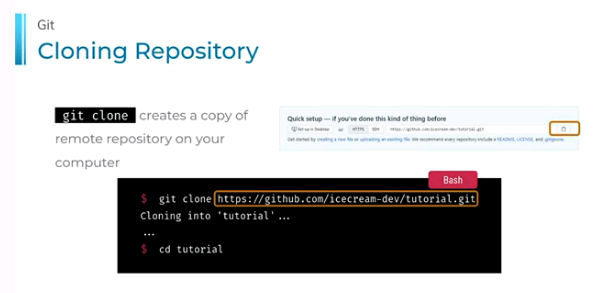 Git
Cloning Repository
git clone creates a copy of
remote repository on your
computer
Quick setup — if you've done this kind of thing before
Set up in Desktop or HTTPS SSH https://github.com/icecream-dev/tutorial.git
Get started by creating a new file or uploading an existing file. We recommend every repository include a README, LICENSE, and .gitignore.
Bash
$ git clone https://github.com/icecream-dev/tutorial.git
Cloning into 'tutorial'...
...
$ cd tutorial